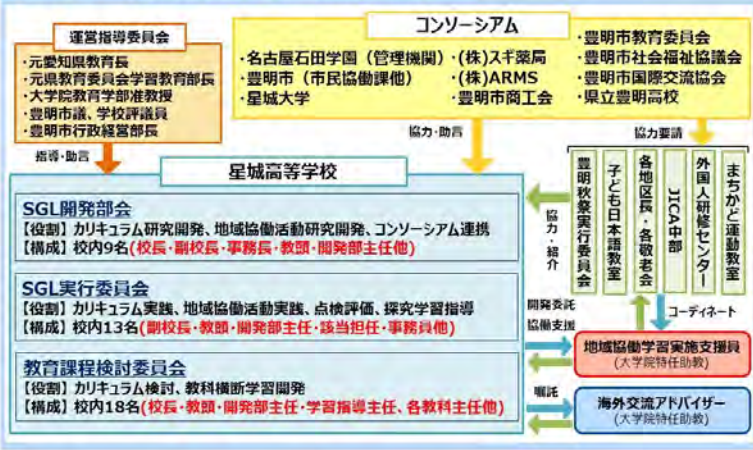 運営指導委員会
・元愛知県教育長
・元県教育委員会学習教育部長
・大学院教育学部准教授
・豊明市議、学校評議員
・豊明市行政経営部長
コンソーシアム
・名古屋石田学園（管理機関）
・豊明市（市民協働課他）
・星城大学
・(株)スギ薬局
・(株)ARMS
・豊明市商工会
・豊明市教育委員会
・豊明市社会福祉協議会
・豊明市国際交流協会
・県立豊明高校
指導・助言
協力・助言
協力要請
星城高等学校
SGL開発部会
【役割】カリキュラム研究開発、地域協働活動研究開発、コンソーシアム連携
【構成】校内9名(校長・副校長・事務長・教頭・開発部主任他)
SGL実行委員会
【役割】カリキュラム実践、地域協働活動実践、点検評価、探究学習指導
【構成】校内13名(副校長・教頭・開発部主任・該当担任・事務員他)
教育課程検討委員会
【役割】カリキュラム検討、教科横断学習開発
【構成】校内18名(校長・教頭・開発部主任・学習指導主任、各教科主任他)
協力・紹介
豊明秋祭実行委員会
子ども日本語教室
各地区長・各敬老会
JICA中部
外国人研修センター
まちかど運動教室
開発委託
協働支援
コーディネート
地域協働学習実施支援員
(大学院特任助教)
嘱託
海外交流アドバイザー
(大学院特任助教)